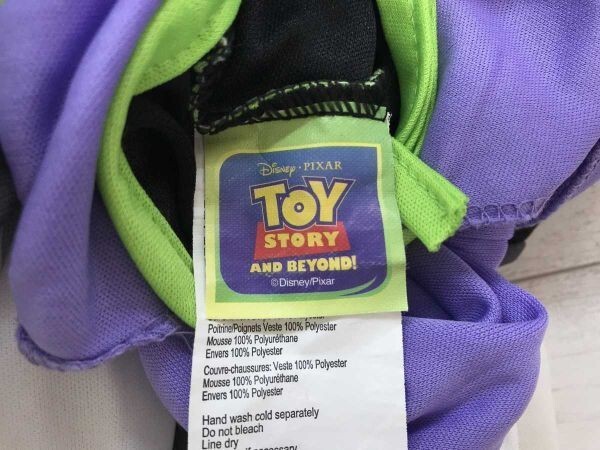 Disney · PIXAR
TOY
STORY
AND BEYOND!
©Disney/Pixar
Poitrine/Poignets Veste 100% Polyester
Mousse 100% Polyuréthane
Envers 100% Polyester
Couvre-chaussures: Veste 100% Polyester
Mousse 100% Polyuréthane
Envers 100% Polyester
Hand wash cold separately
Do not bleach
Line dry
necessary